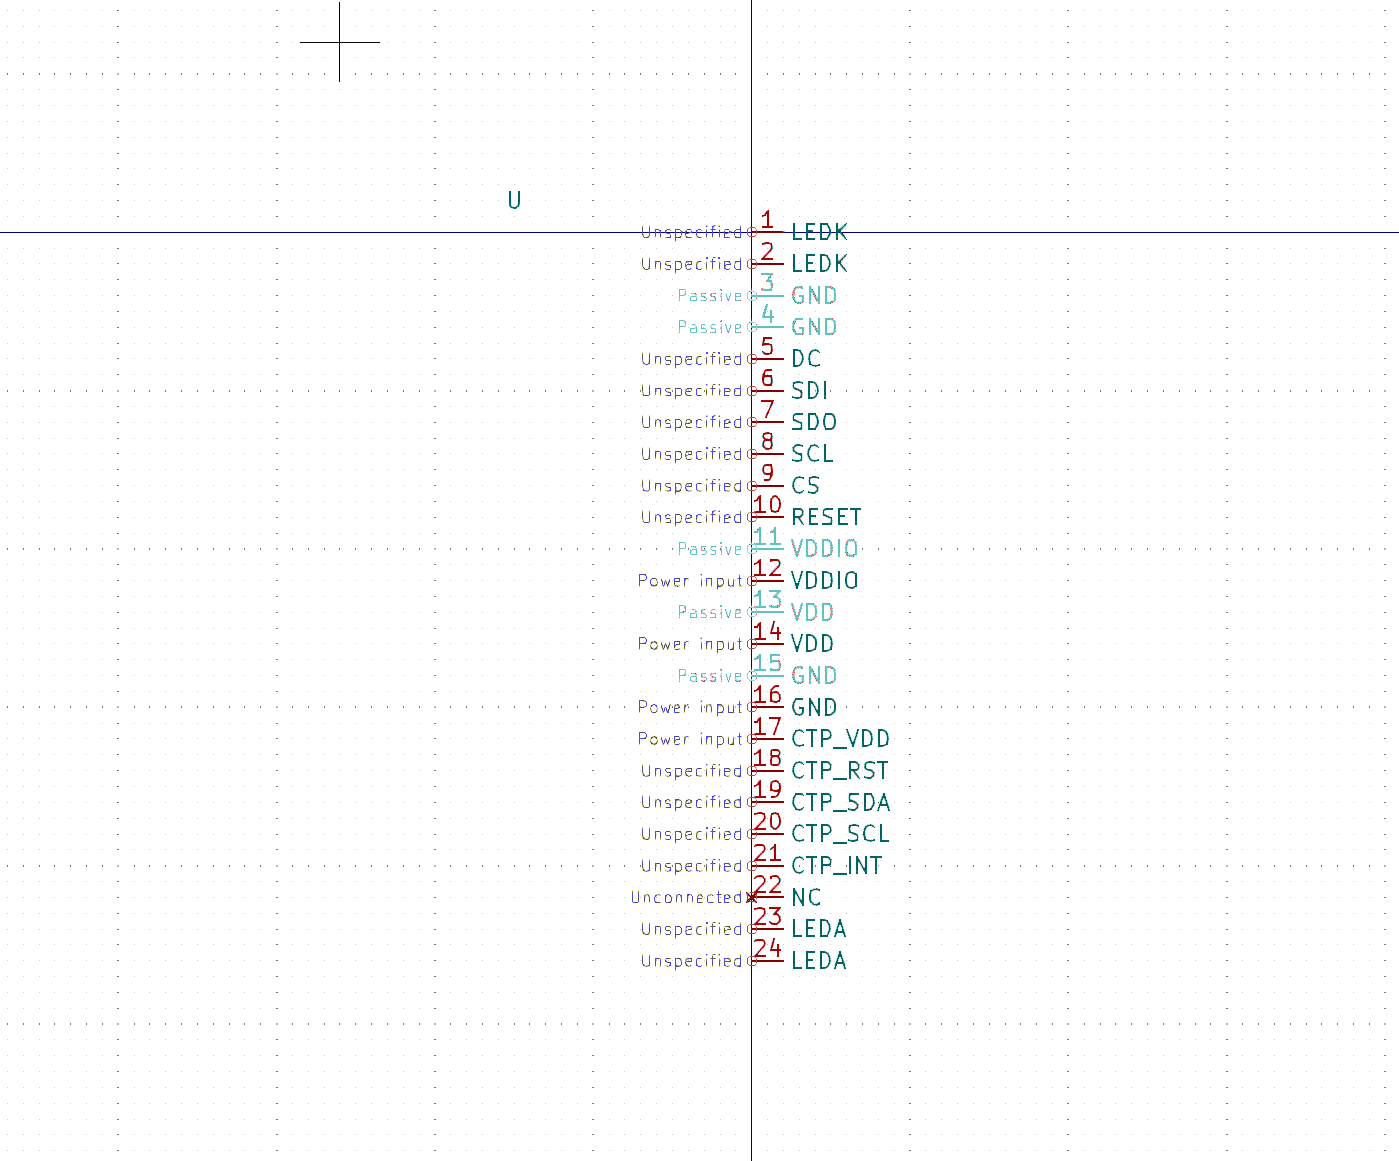 U
Unspecified 1 LEDK
Unspecified 2 LEDK
Passive 3 GND
Passive 4 GND
Unspecified 5 DC
Unspecified 6 SDI
Unspecified 7 SDO
Unspecified 8 SCL
Unspecified 9 CS
Unspecified 10 RESET
Passive 11 VDDIO
Power input 12 VDDIO
Passive 13 VDD
Power input 14 VDD
Passive 15 GND
Power input 16 GND
Power input 17 CTP_VDD
Unspecified 18 CTP_RST
Unspecified 19 CTP_SDA
Unspecified 20 CTP_SCL
Unspecified 21 CTP_INT
Unconnected 22 NC
Unspecified 23 LEDA
Unspecified 24 LEDA